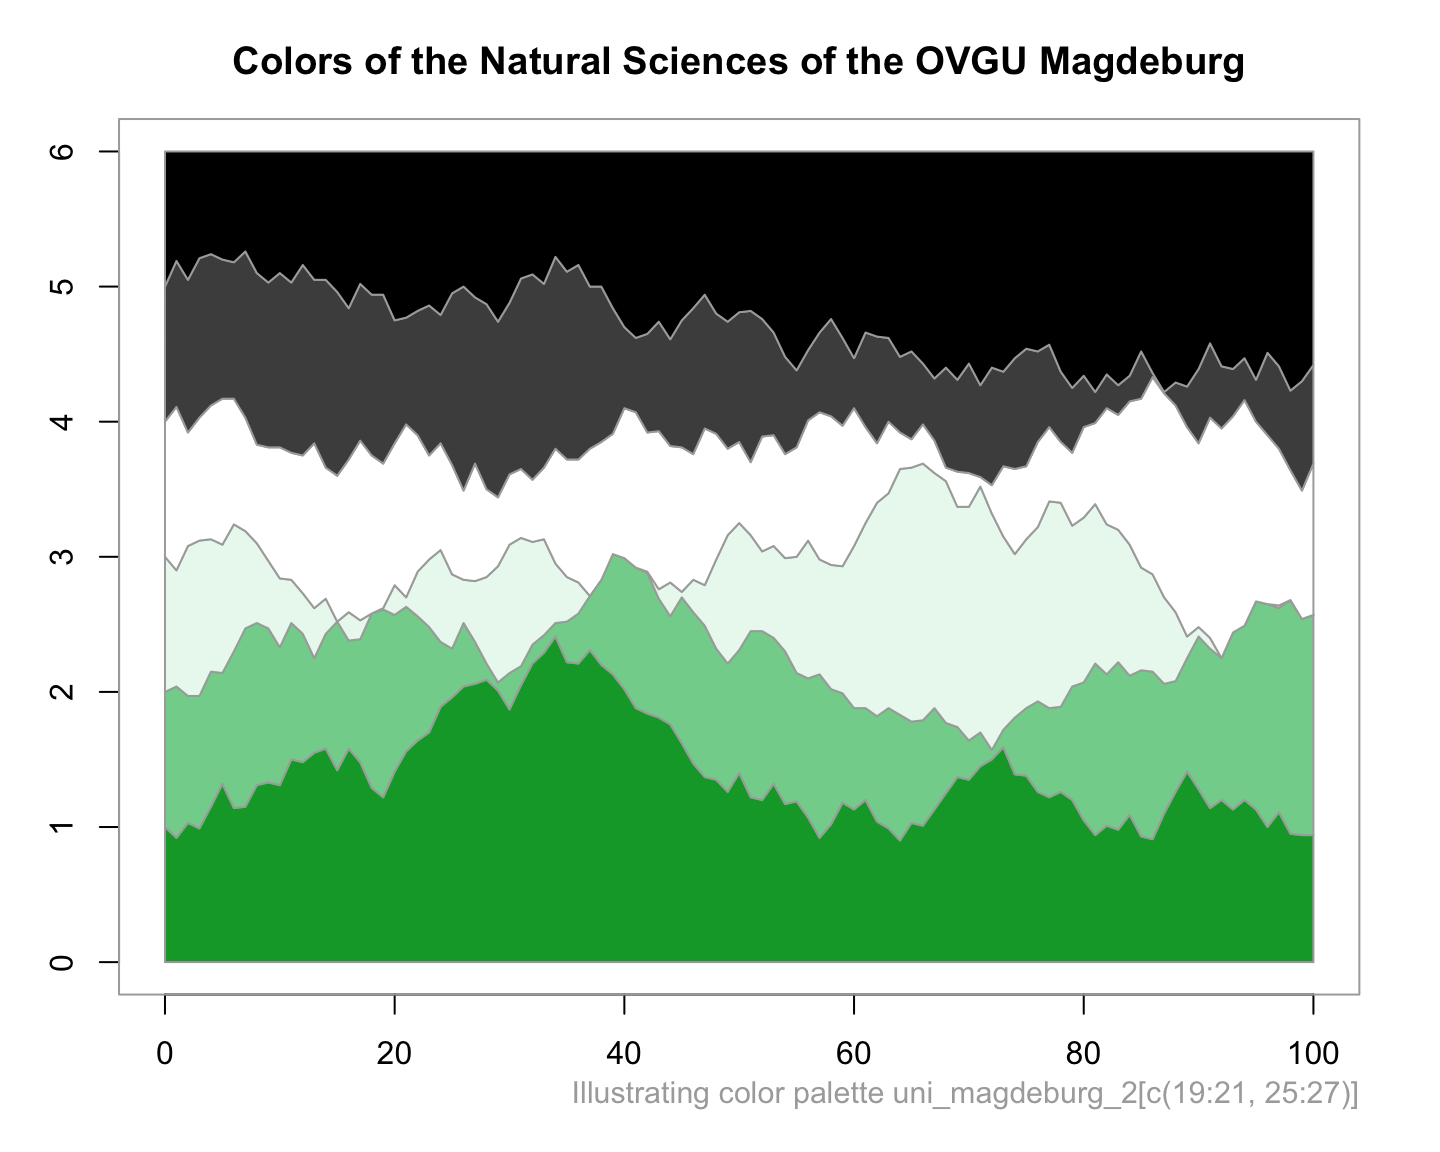 Colors of the Natural Sciences of the OVGU Magdeburg
6
5
4
3
2
1
0
0 20 40 60 80 100
Illustrating color palette uni_magdeburg_2[c(19:21, 25:27)]